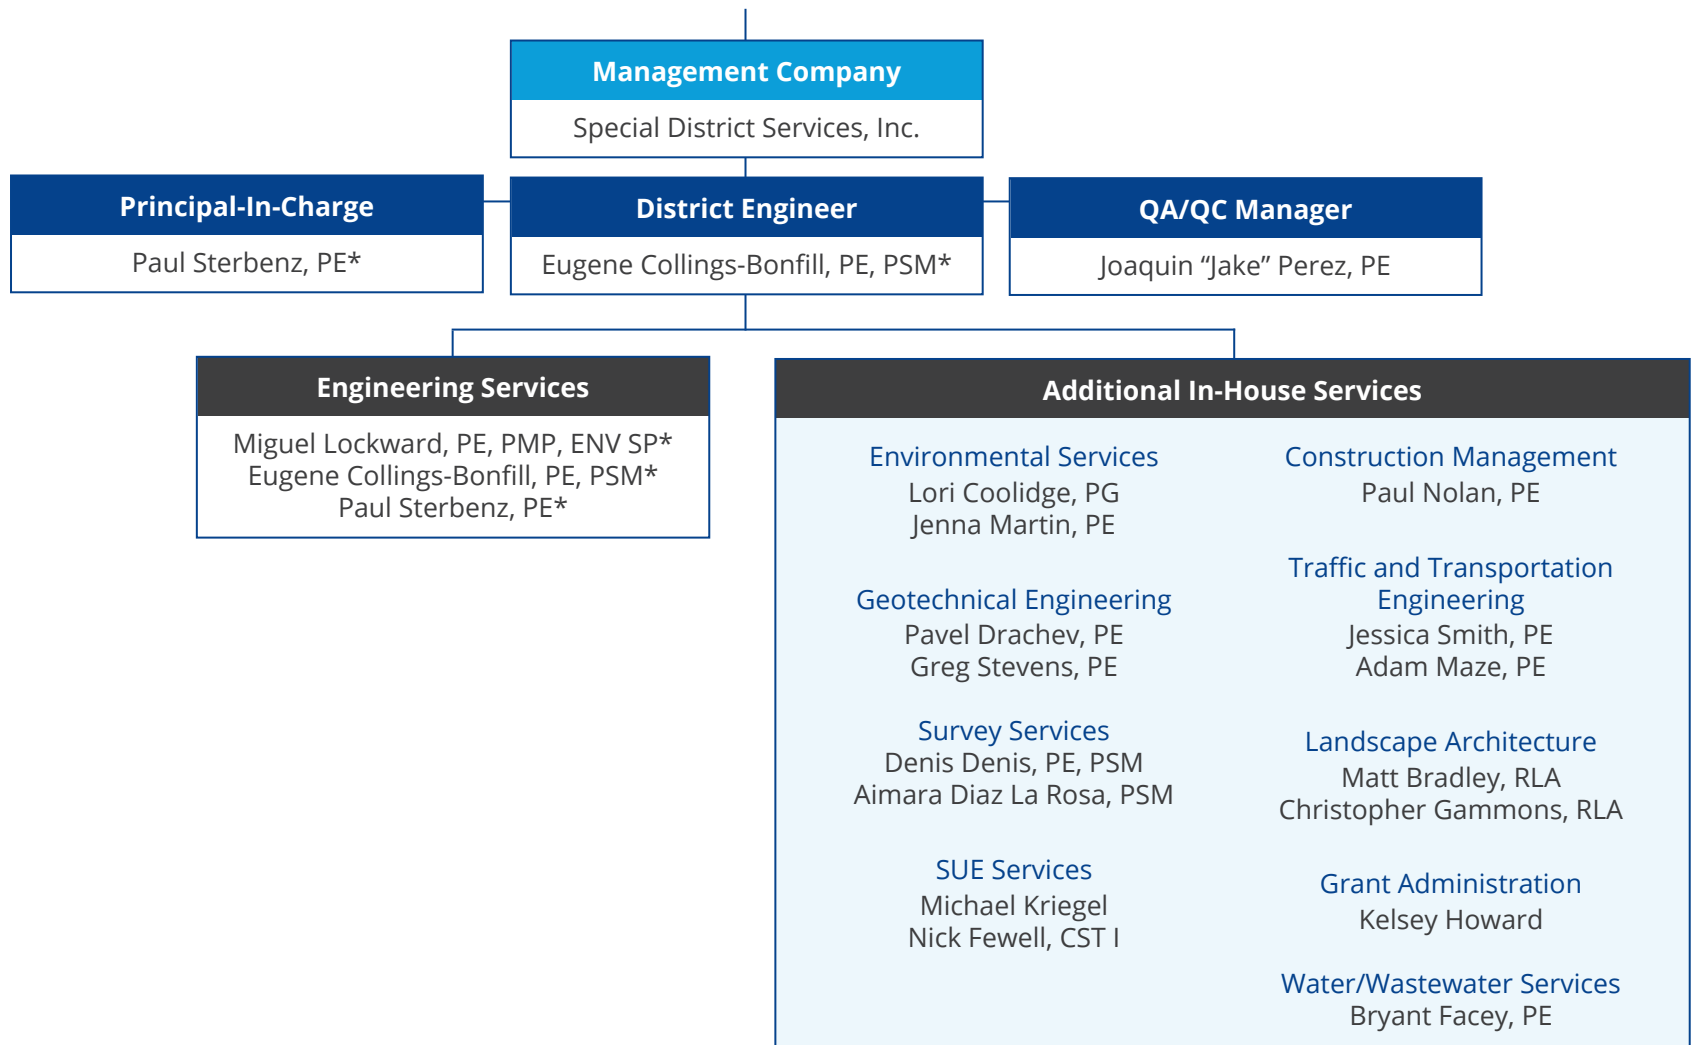 Management Company
Special District Services, Inc.
Principal-In-Charge
Paul Sterbenz, PE*
District Engineer
Eugene Collings-Bonfill, PE, PSM*
QA/QC Manager
Joaquin “Jake” Perez, PE
Engineering Services
Miguel Lockward, PE, PMP, ENV SP*
Eugene Collings-Bonfill, PE, PSM*
Paul Sterbenz, PE*
Additional In-House Services
Environmental Services
Lori Coolidge, PG
Jenna Martin, PE
Geotechnical Engineering
Pavel Drachev, PE
Greg Stevens, PE
Survey Services
Denis Denis, PE, PSM
Aimara Diaz La Rosa, PSM
SUE Services
Michael Kriegel
Nick Fewell, CST I
Construction Management
Paul Nolan, PE
Traffic and Transportation
Engineering
Jessica Smith, PE
Adam Maze, PE
Landscape Architecture
Matt Bradley, RLA
Christopher Gammons, RLA
Grant Administration
Kelsey Howard
Water/Wastewater Services
Bryant Facey, PE